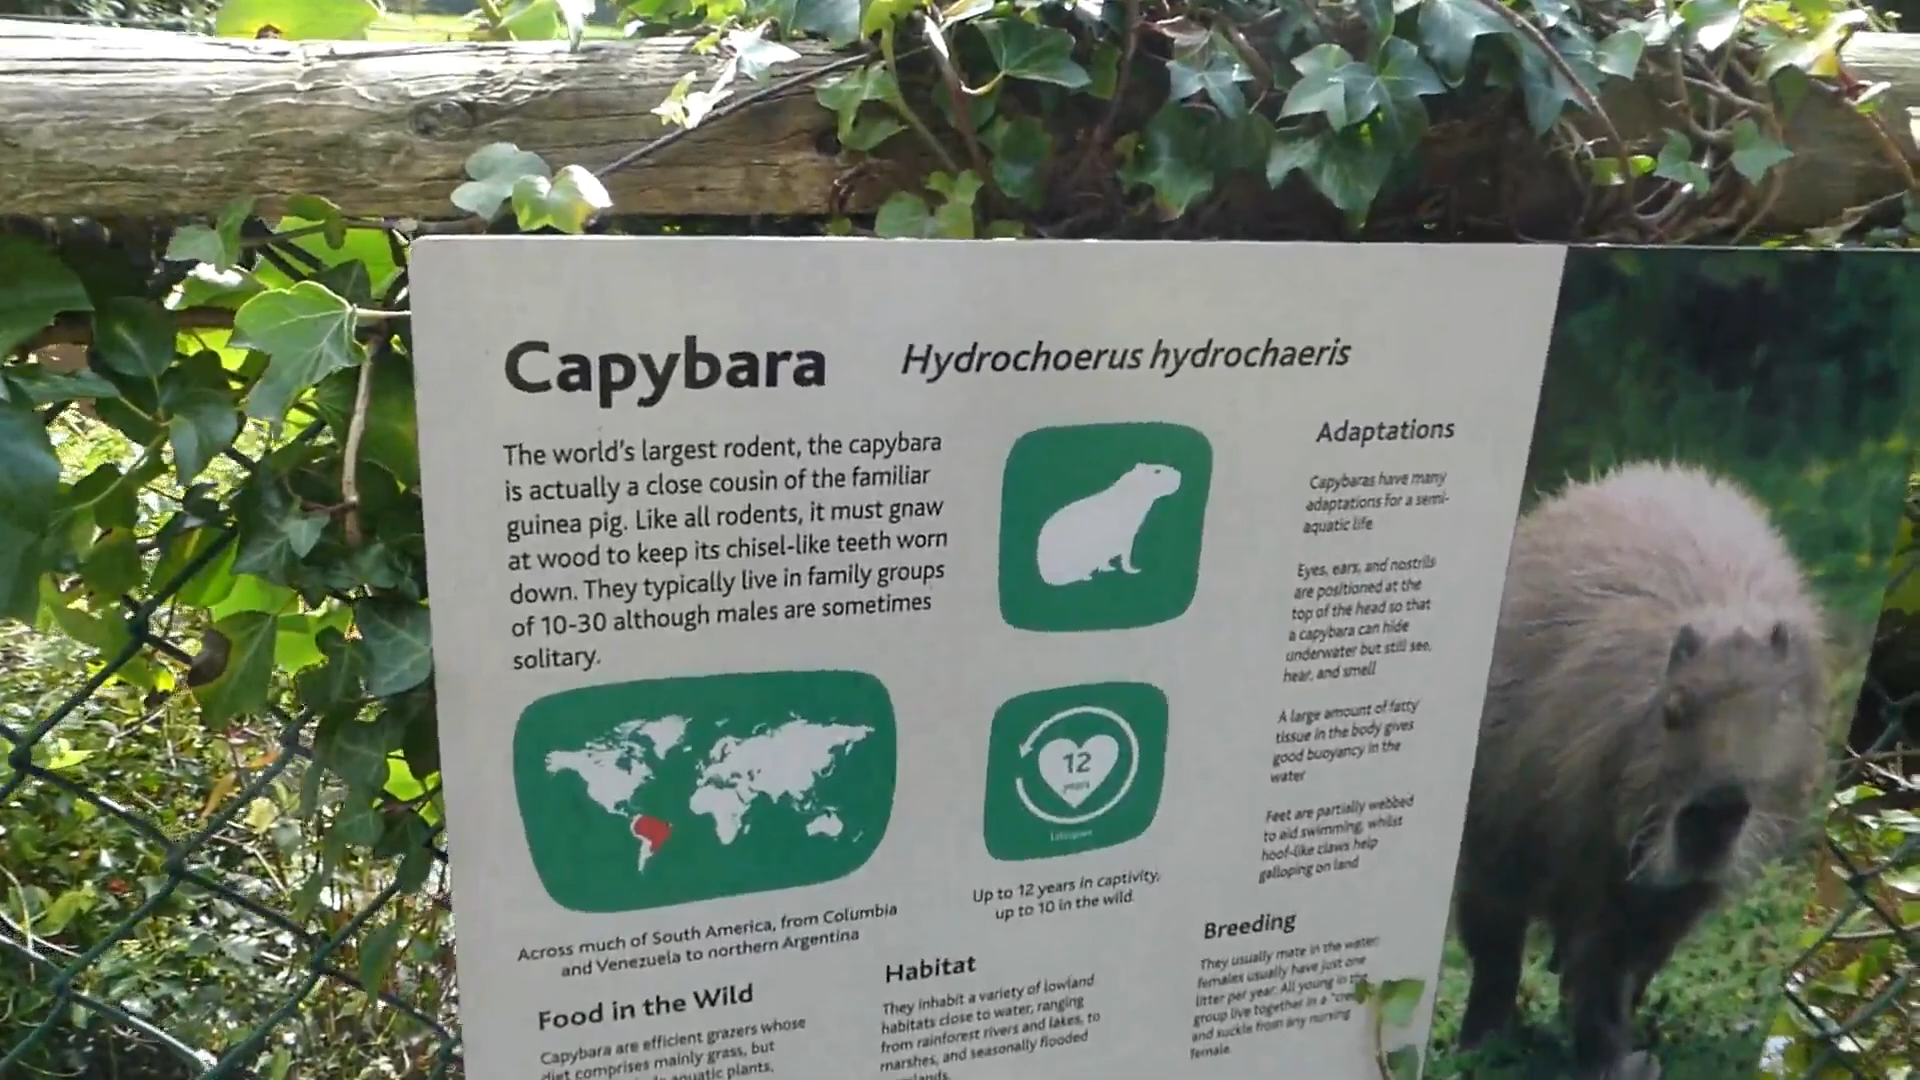 Capybara
Hydrochoerus hydrochaeris
The world's largest rodent, the capybara
is actually a close cousin of the familiar
guinea pig. Like all rodents, it must gnaw
at wood to keep its chisel-like teeth worn
down. They typically live in family groups
of 10-30 although males are sometimes
solitary.
Across much of South America, from Columbia
and Venezuela to northern Argentina
Food in the Wild
Capybara are efficient grazers whose
diet comprises mainly grass, but
aquatic plants,
12
years
Lifespan
Up to 12 years in captivity,
up to 10 in the wild
Habitat
They inhabit a variety of lowland
habitats close to water, ranging
from rainforest rivers and lakes, to
marshes, and seasonally flooded
Adaptations
Capybaras have many
adaptations for a semi-
aquatic life
Eyes, ears, and nostrils
are positioned at the
top of the head so that
a capybara can hide
underwater but still see,
hear, and smell
A large amount of fatty
tissue in the body gives
good buoyancy in the
water
Feet are partially webbed
to aid swimming, whilst
hoof-like claws help
galloping on land
Breeding
They usually mate in the water,
females usually have just one
litter per year. All young in the
group live together in a
and suckle from any nursing
female.